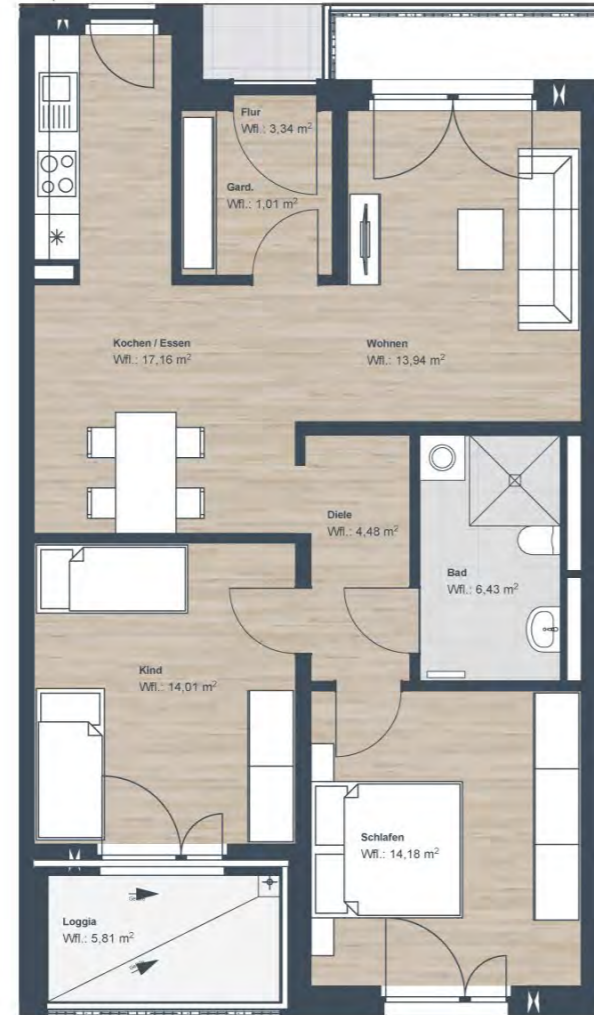 Flur
Wfl.: 3,34 m²
Gard.
Wfl.: 1,01 m²
Kochen / Essen
Wfl.: 17,16 m²
Wohnen
Wfl.: 13,94 m²
Diele
Wfl.: 4,48 m²
Bad
Wfl.: 6,43 m²
Kind
Wfl.: 14,01 m²
Schlafen
Wfl.: 14,18 m²
Loggia
Wfl.: 5,81 m²